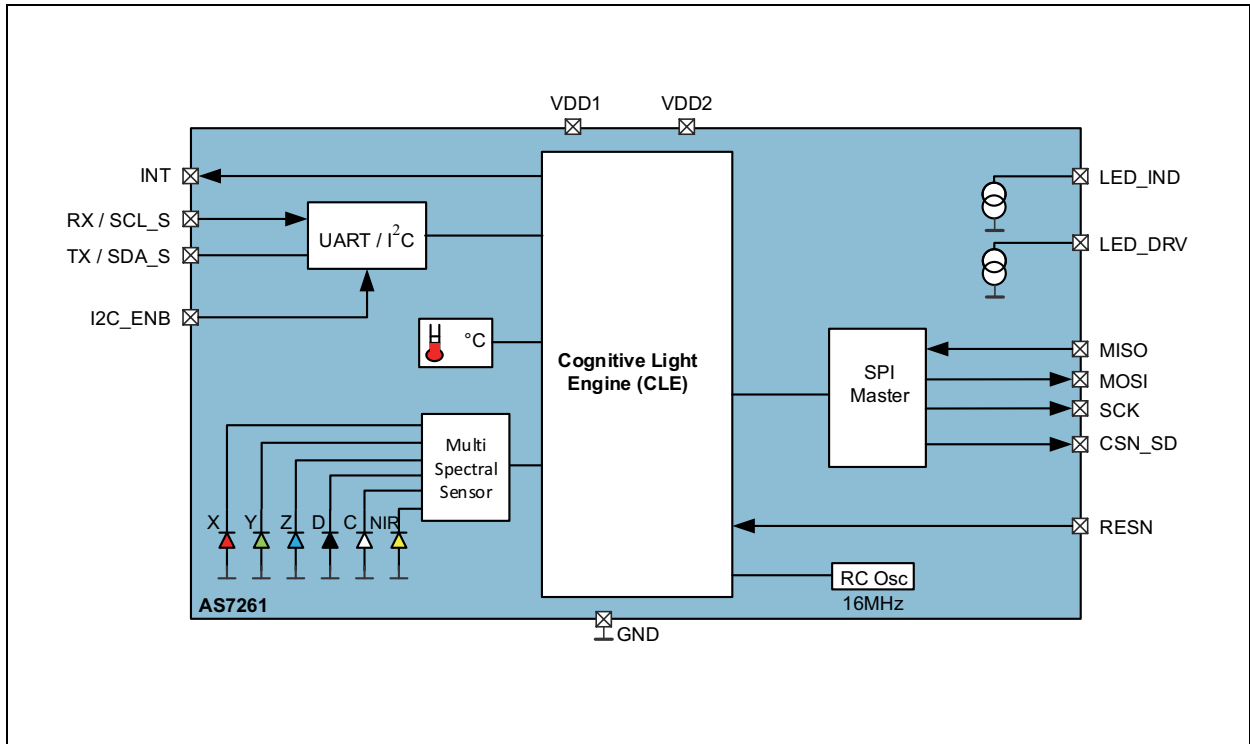 VDD1
VDD2
INT
LED_IND
RX / SCL_S
UART / I²C
TX / SDA_S
LED_DRV
I2C_ENB
°C
Cognitive Light
Engine (CLE)
SPI
Master
MISO
MOSI
SCK
CSN_SD
Multi
Spectral
Sensor
X
Y
Z
D
C
NIR
RESN
RC Osc
16MHz
AS7261
GND